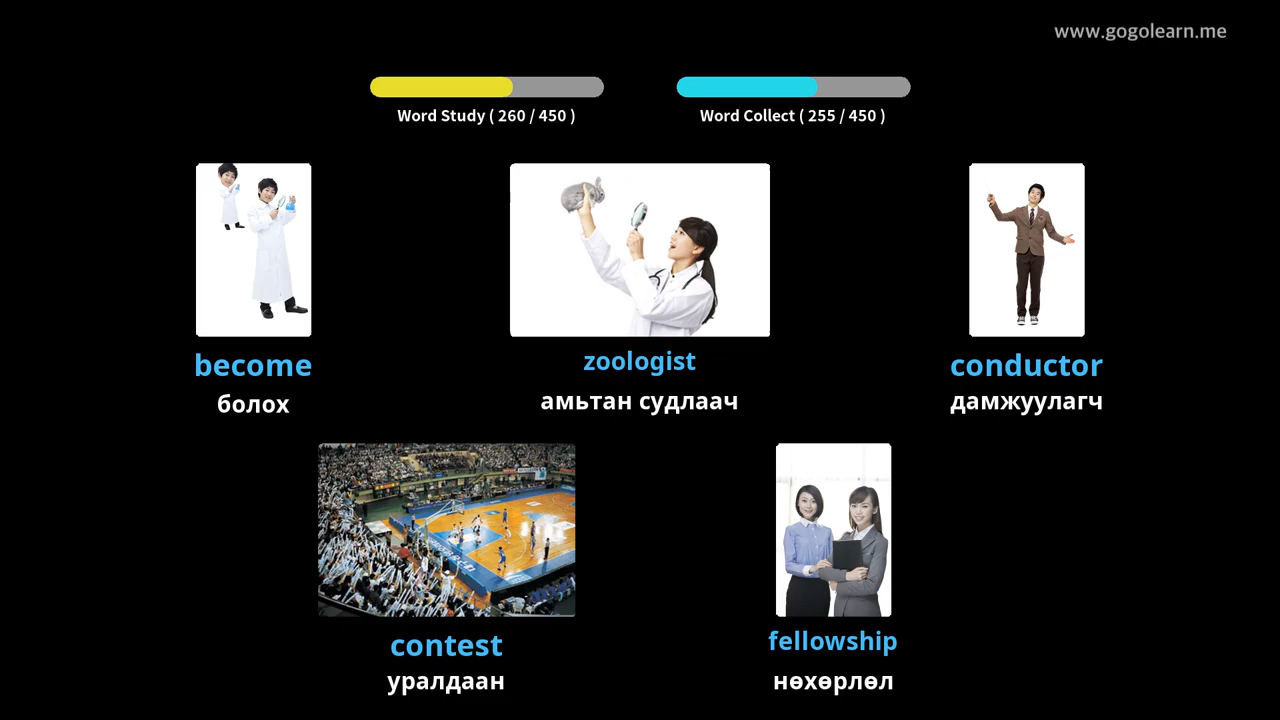 www.gogolearn.me
Word Study ( 260 / 450 )
Word Collect ( 255 / 450 )
become
болох
zoologist
амьтан судлаач
conductor
дамжуулагч
contest
уралдаан
fellowship
нөхөрлөл